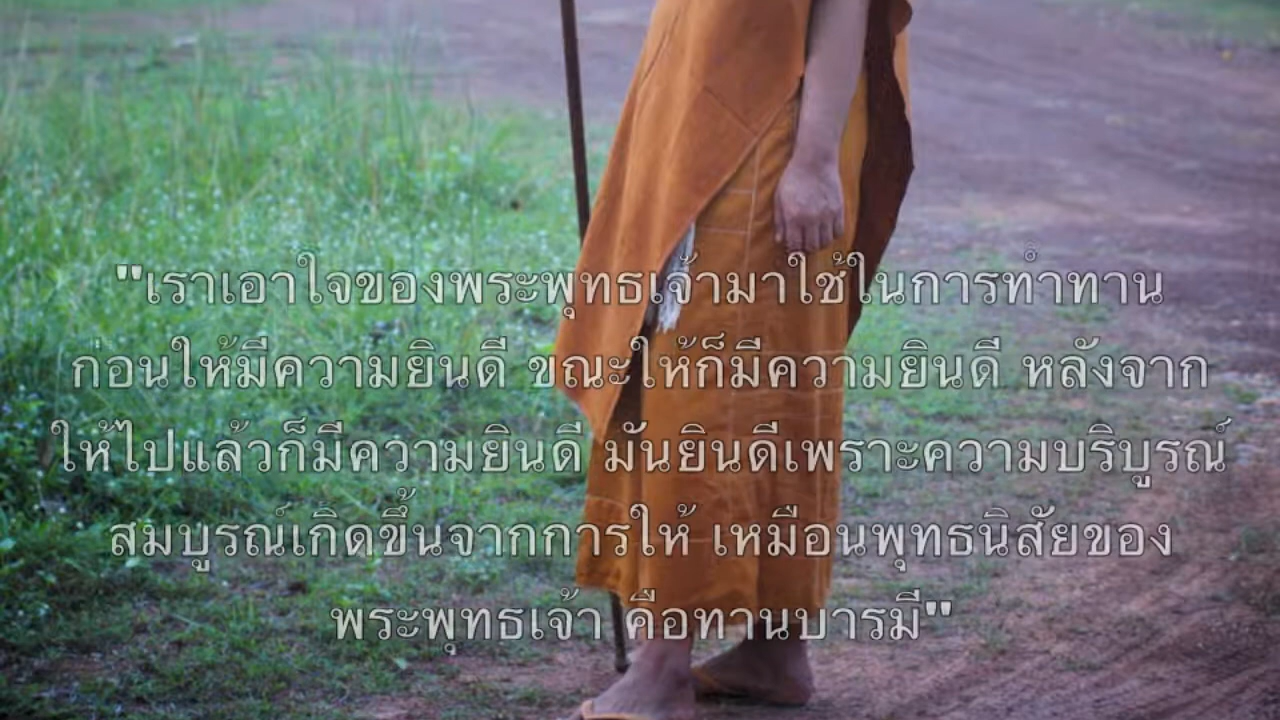 "เราเอาใจของพระพุทธเจ้ามาใช้ในการทำทาน
ก่อนให้มีความยินดี ขณะให้ก็มีความยินดี หลังจาก
ให้ไปแล้วก็มีความยินดี มันยินดีเพราะความบริบูรณ์
สมบูรณ์เกิดขึ้นจากการให้ เหมือนพุทธนิสัยของ
พระพุทธเจ้า คือทานบารมี"